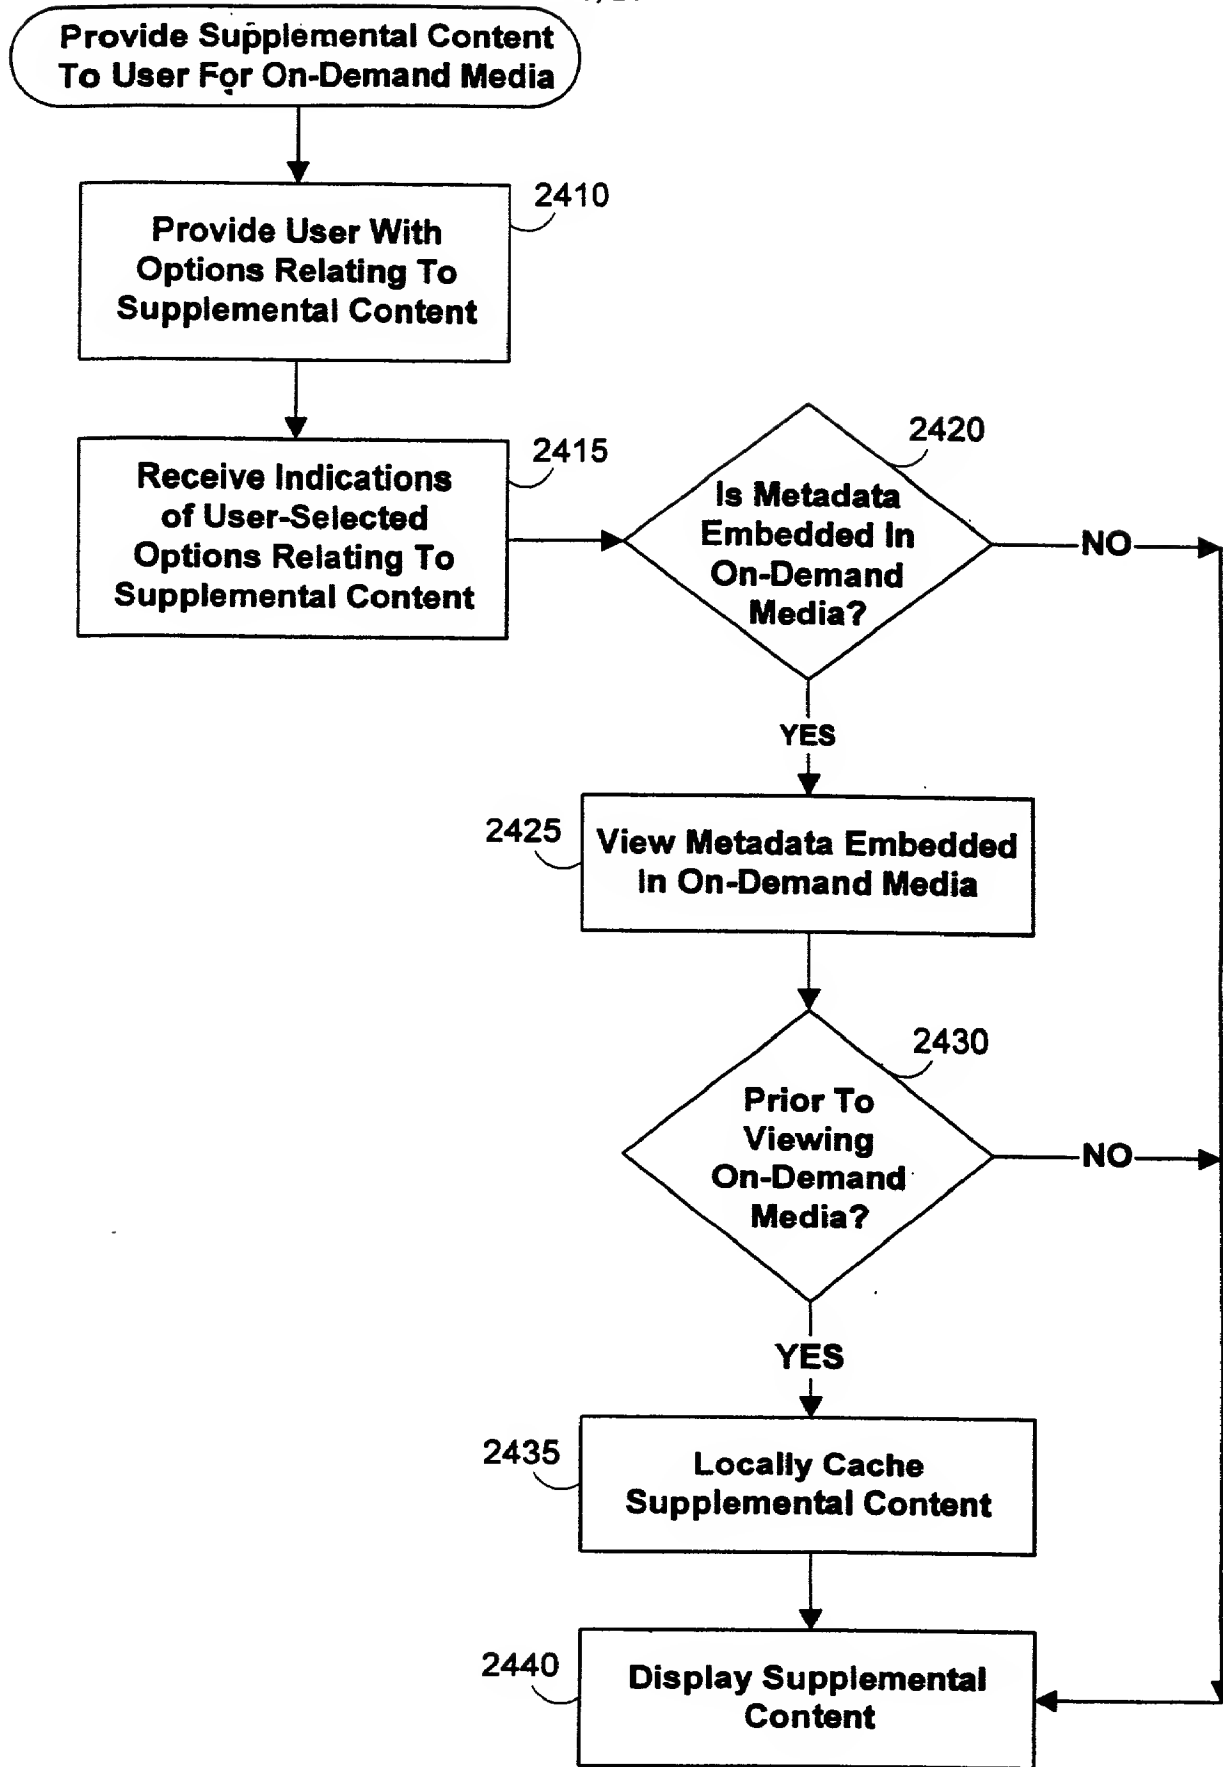 Provide Supplemental Content
To User For On-Demand Media
2410
Provide User With
Options Relating To
Supplemental Content
2415
Receive Indications
of User-Selected
Options Relating To
Supplemental Content
2420
Is Metadata
Embedded In
On-Demand
Media?
NO
YES
2425
View Metadata Embedded
In On-Demand Media
2430
Prior To
Viewing
On-Demand
Media?
NO
YES
2435
Locally Cache
Supplemental Content
2440
Display Supplemental
Content